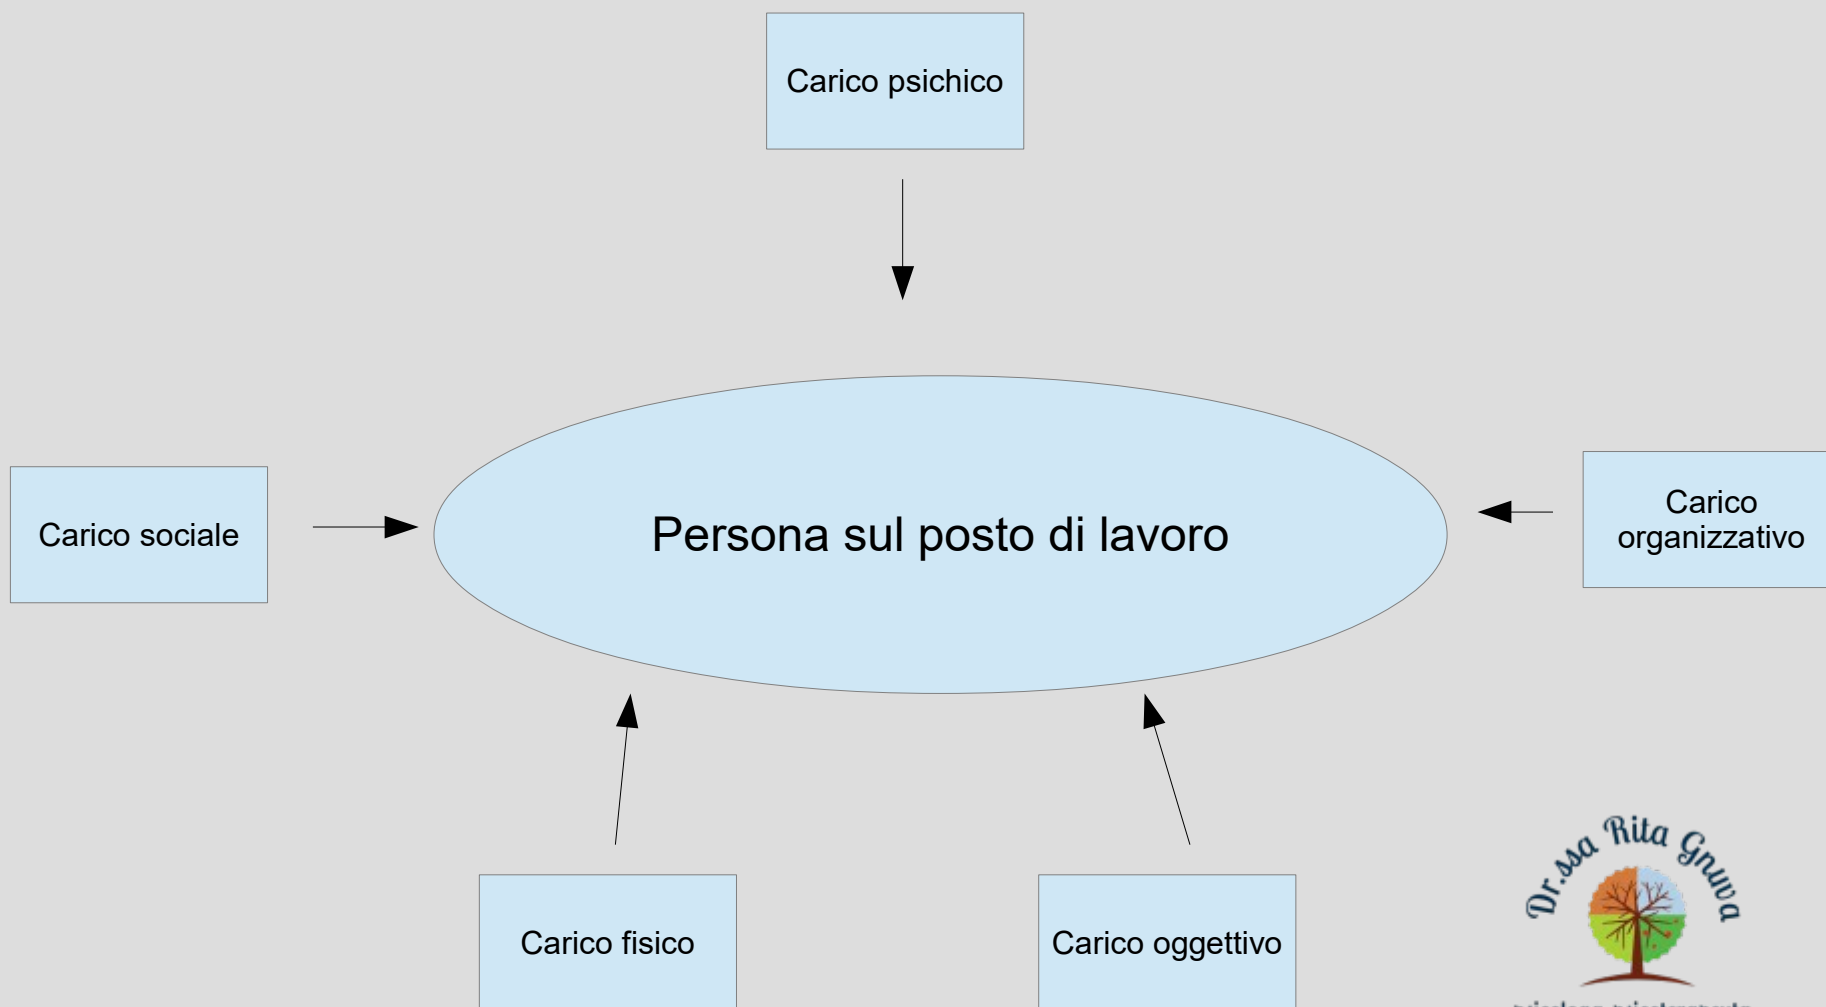 Carico psichico
Carico sociale
Persona sul posto di lavoro
Carico
organizzativo
Carico fisico
Carico oggettivo
Dr.ssa Rita Gnuva